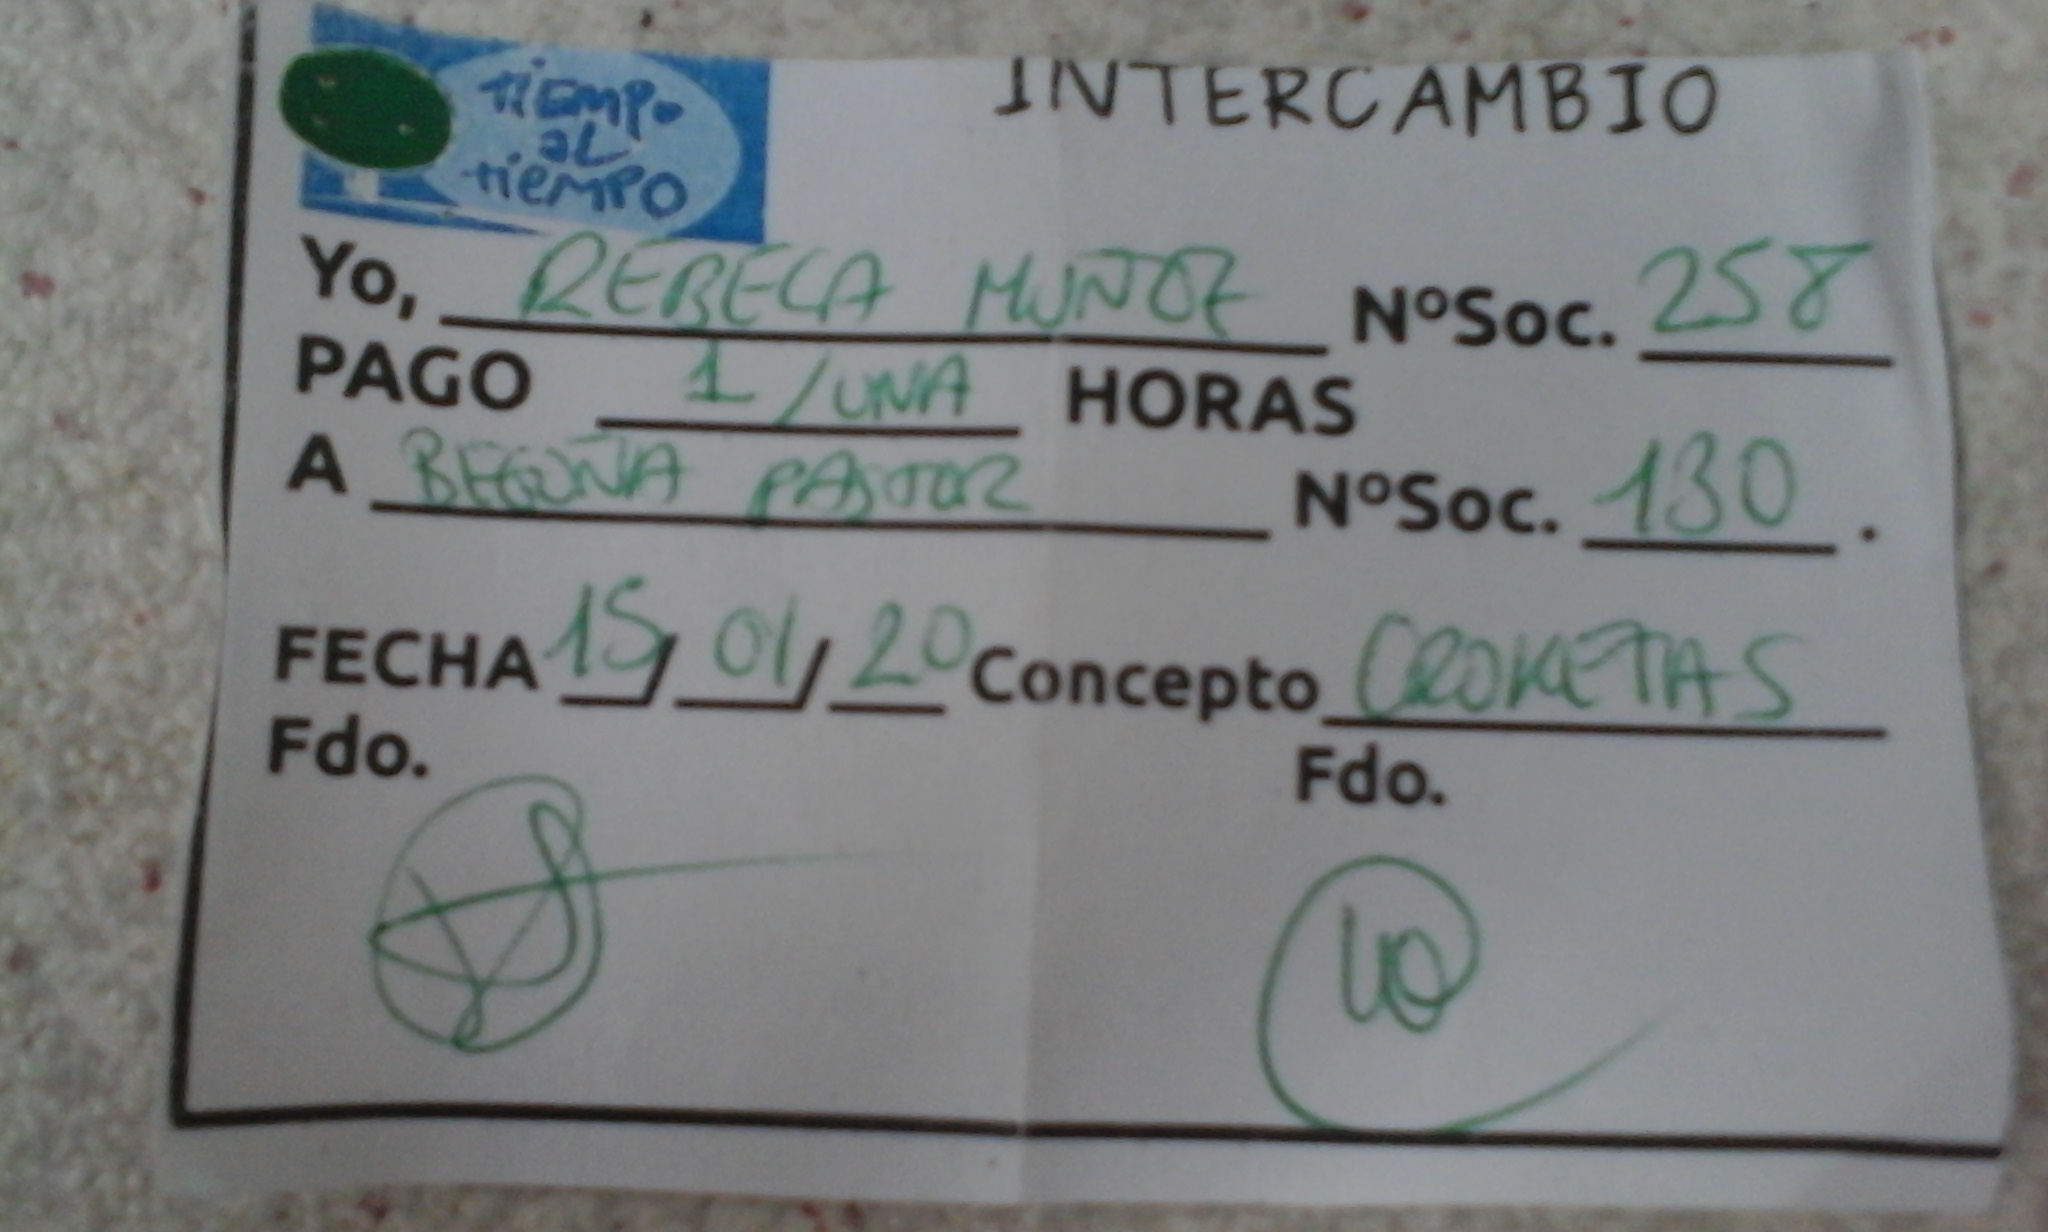 tiEMPO
aL
tiEMPO
INTERCAMBIO
Yo, REBECA MUÑOZ NºSoc. 258
PAGO 1 / UNA HORAS
A BEGOÑA PASTOR NºSoc. 130.
FECHA 15/01/20 Concepto CROKETAS
Fdo. Fdo.